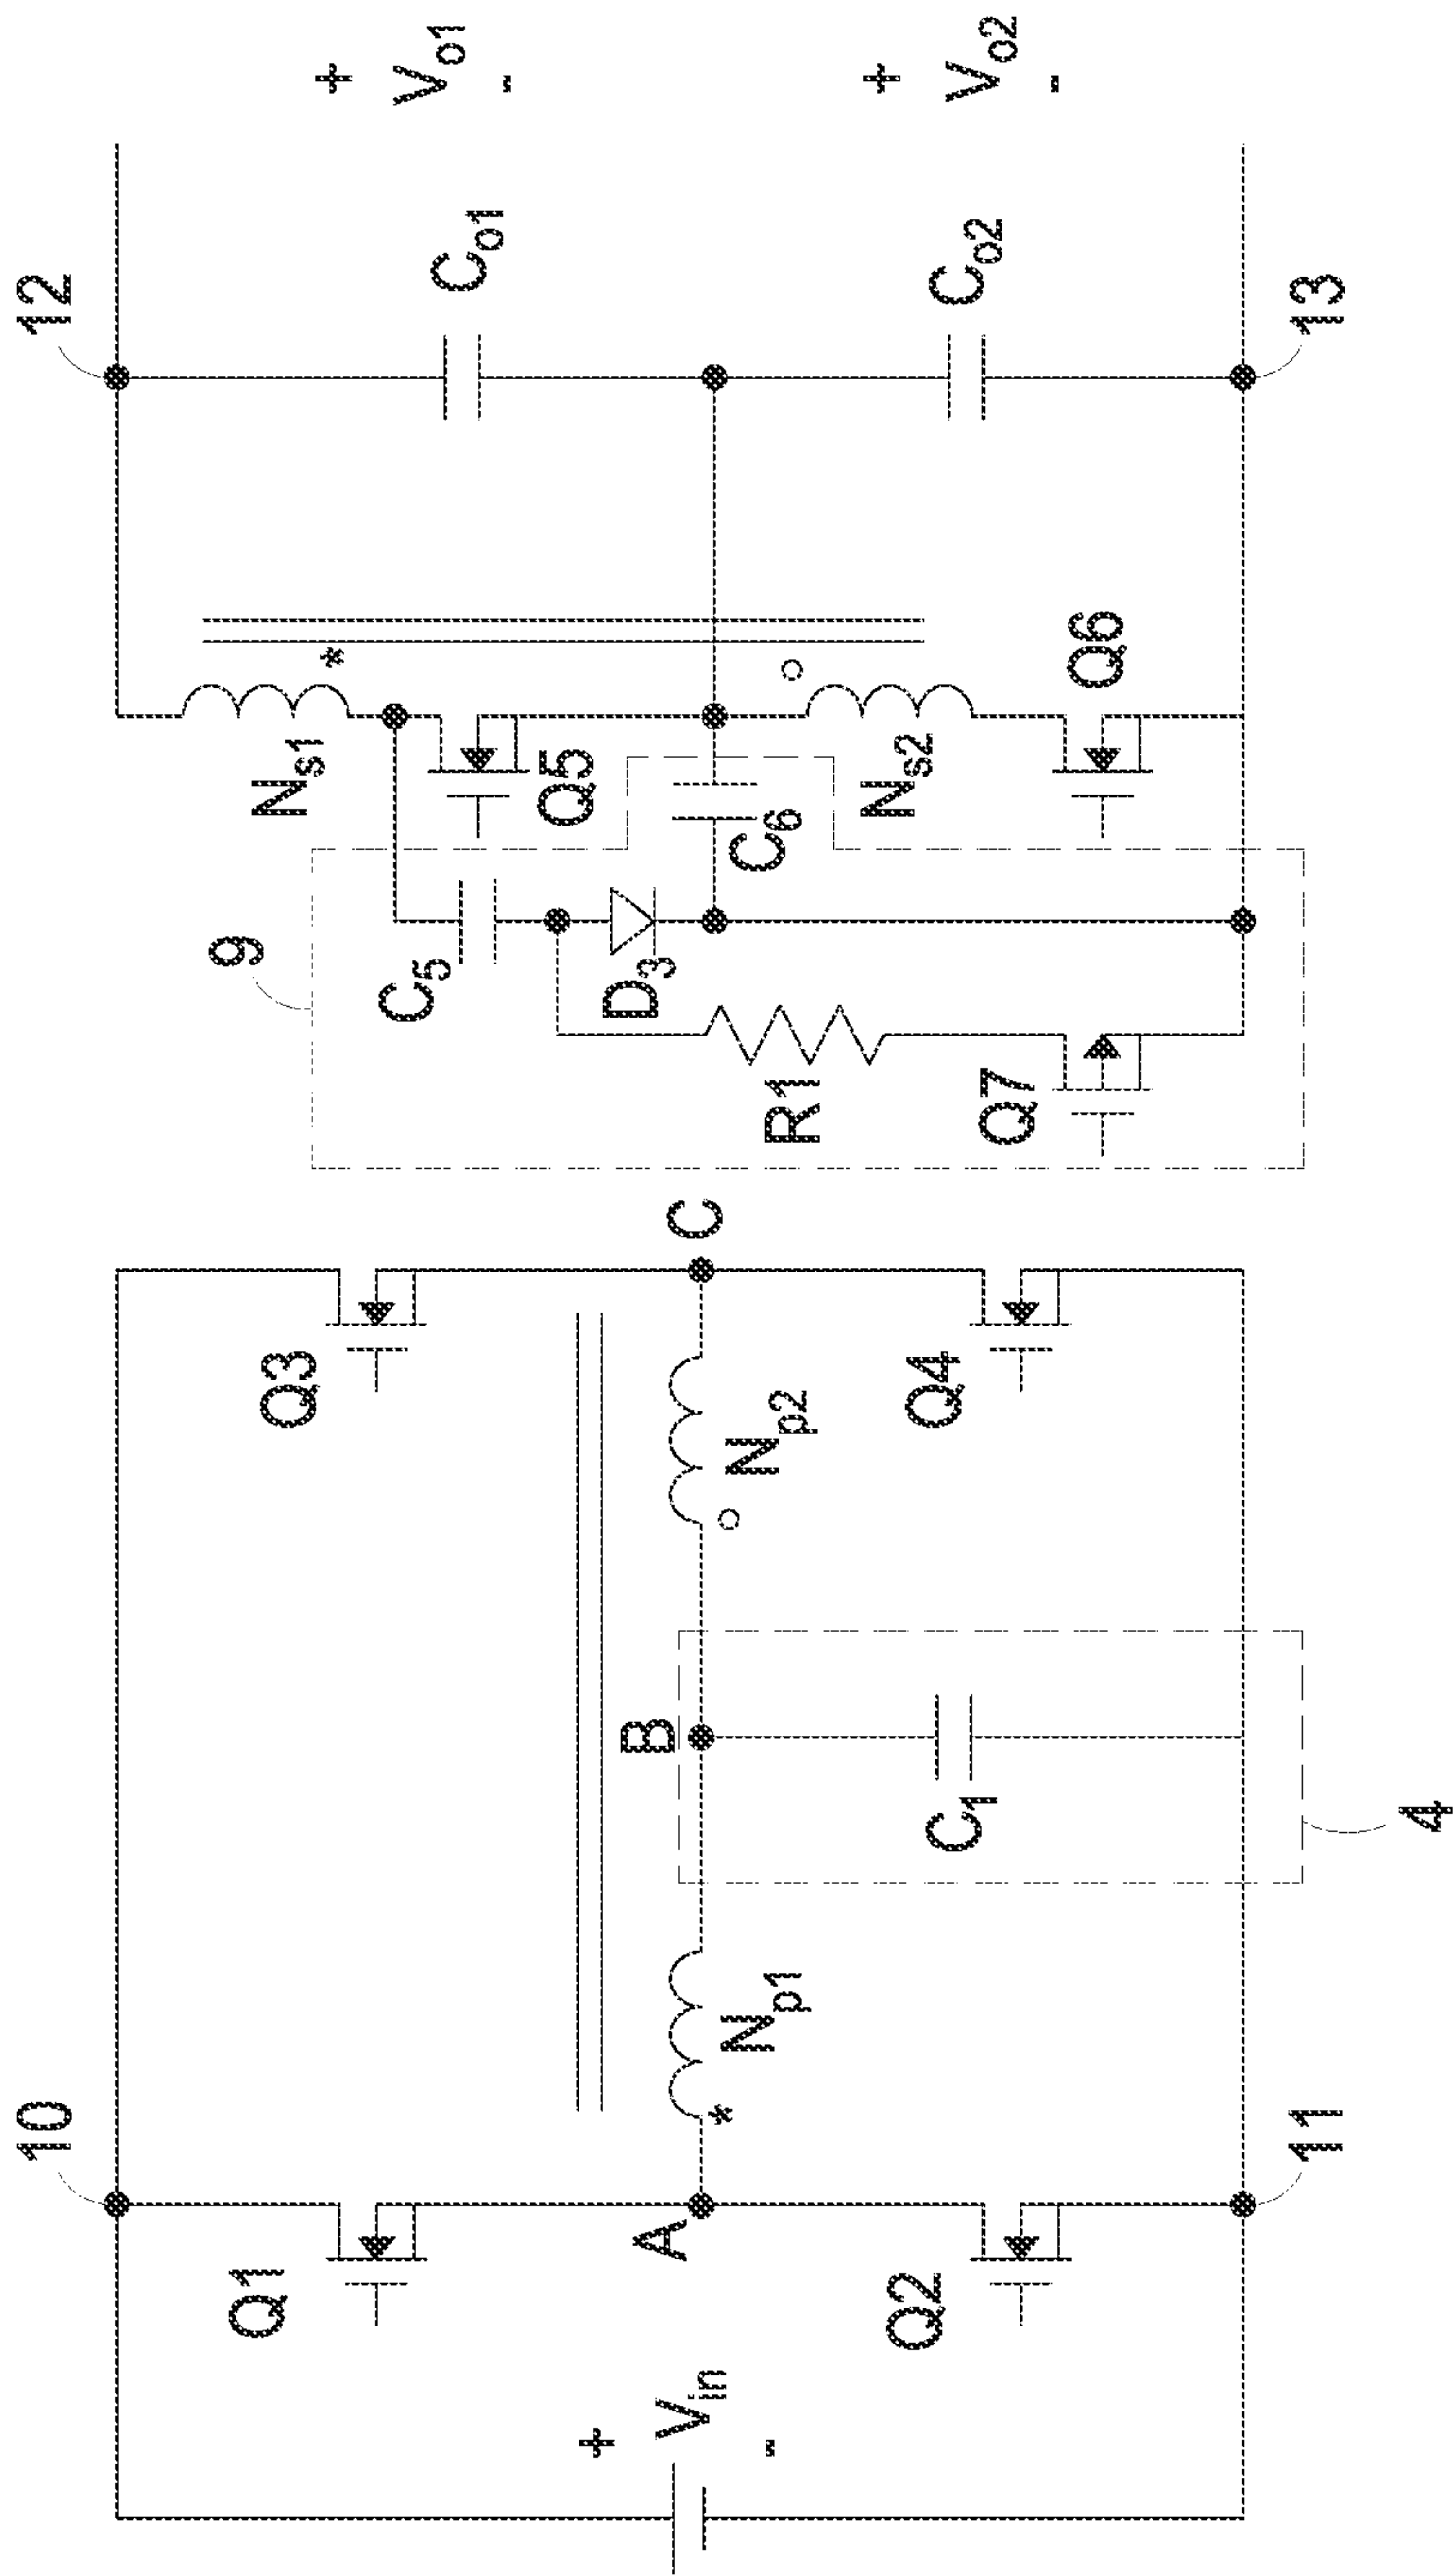 10
12
Q1
Q3
Ns1
*
+
Vo1
-
9
C5
Q5
Co1
+
Vin
-
A
*
Np1
B
Np2
C
D3
C6
R1
Ns2
+
Vo2
-
Q2
C1
Q4
Q7
Q6
Co2
11
4
13